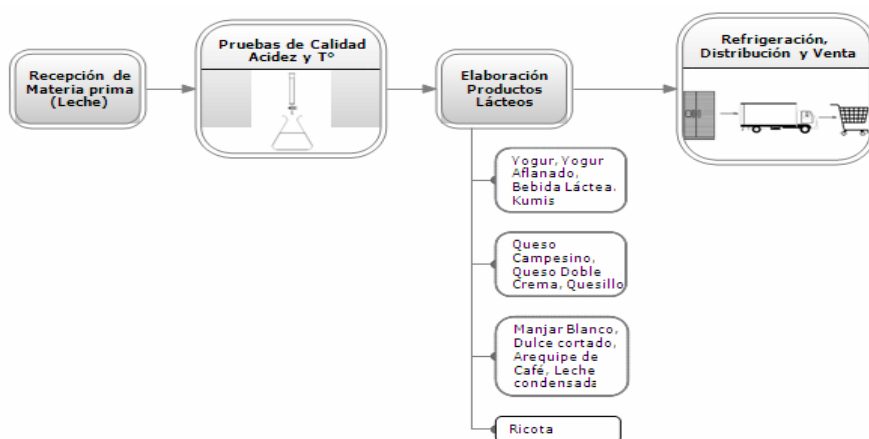 Recepción de
Materia prima
(Leche)
Pruebas de Calidad
Acidez y T°
Elaboración
Productos
Lácteos
Refrigeración,
Distribución y Venta
Yogur, Yogur
Aflanado,
Bebida Láctea,
Kumis
Queso
Campesino,
Queso Doble
Crema, Quesillo
Manjar Blanco,
Dulce cortado,
Arequipe de
Café, Leche
condensada
Ricota